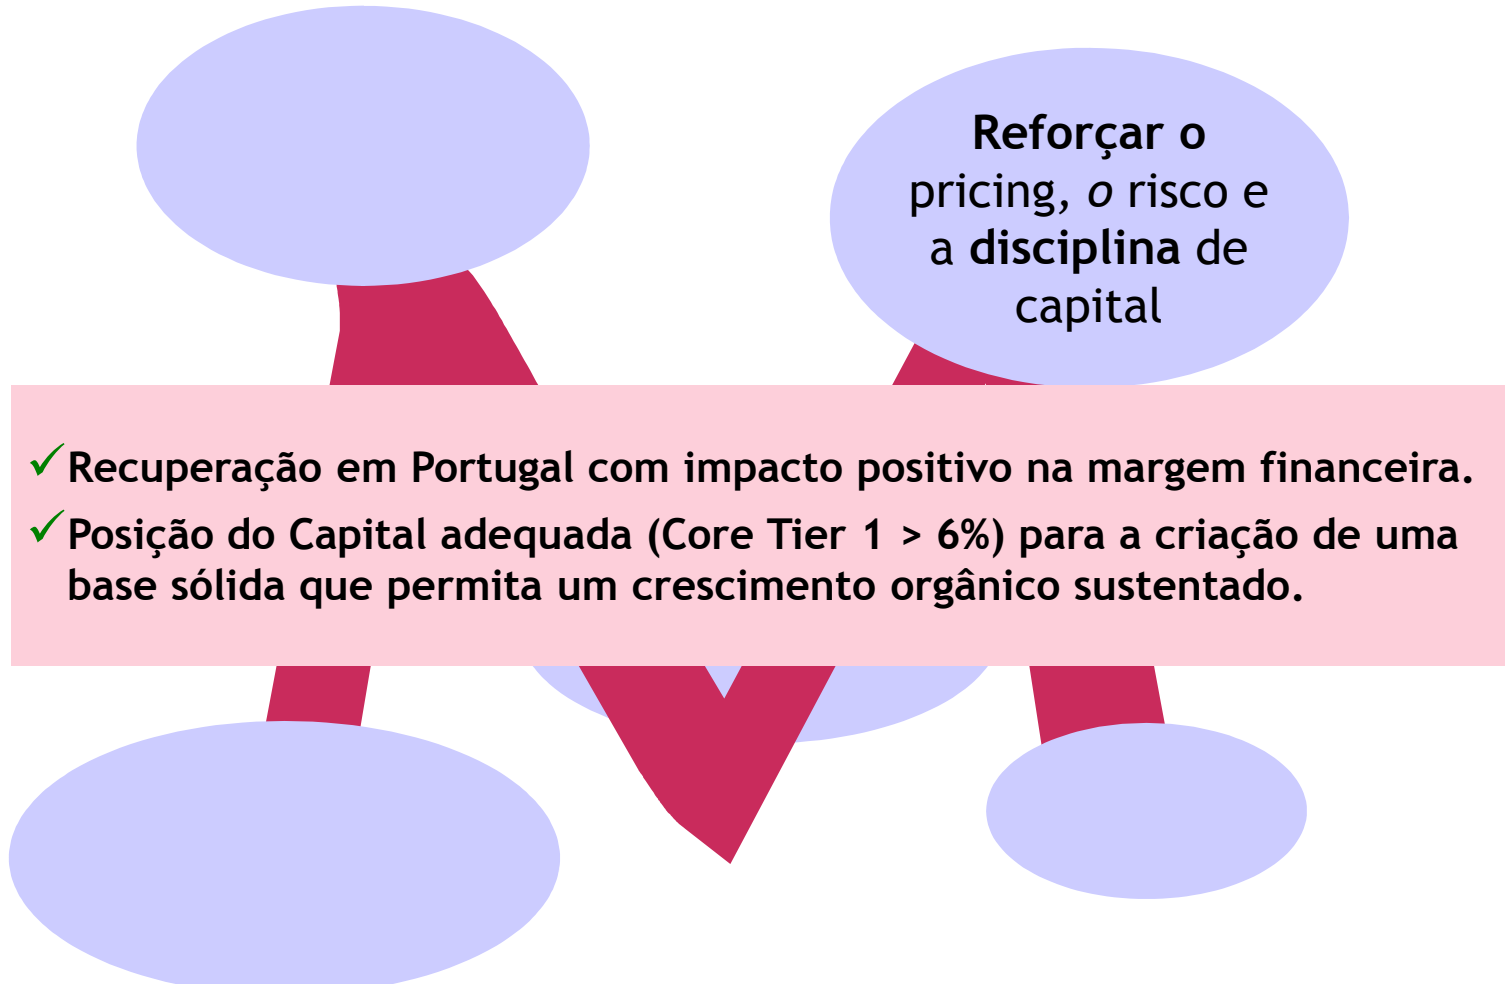 Reforçar o
pricing, o risco e
a disciplina de
capital
✓Recuperação em Portugal com impacto positivo na margem financeira.
✓Posição do Capital adequada (Core Tier 1 > 6%) para a criação de uma
base sólida que permita um crescimento orgânico sustentado.